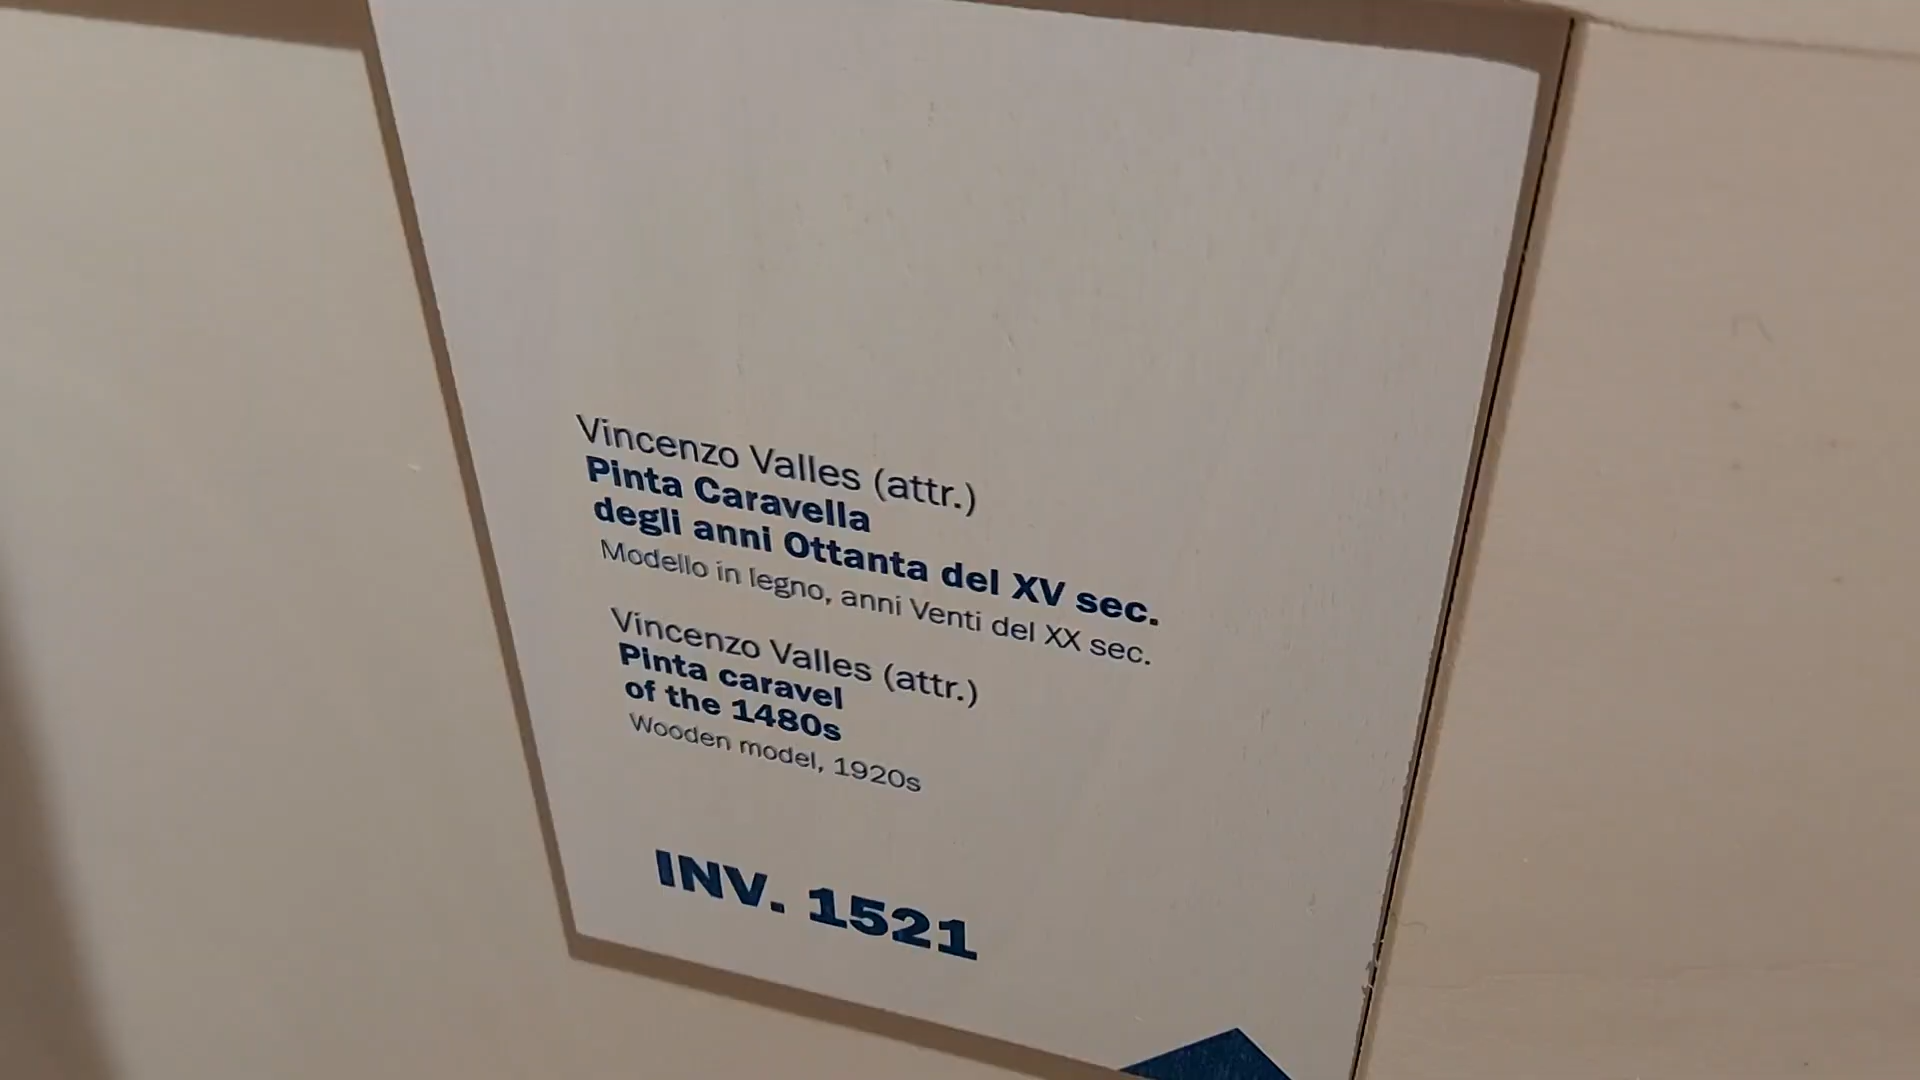 Vincenzo Valles (attr.)
Pinta Caravella
degli anni Ottanta del XV sec.
Modello in legno, anni Venti del XX sec.
Vincenzo Valles (attr.)
Pinta caravel
of the 1480s
Wooden model, 1920s
INV. 1521